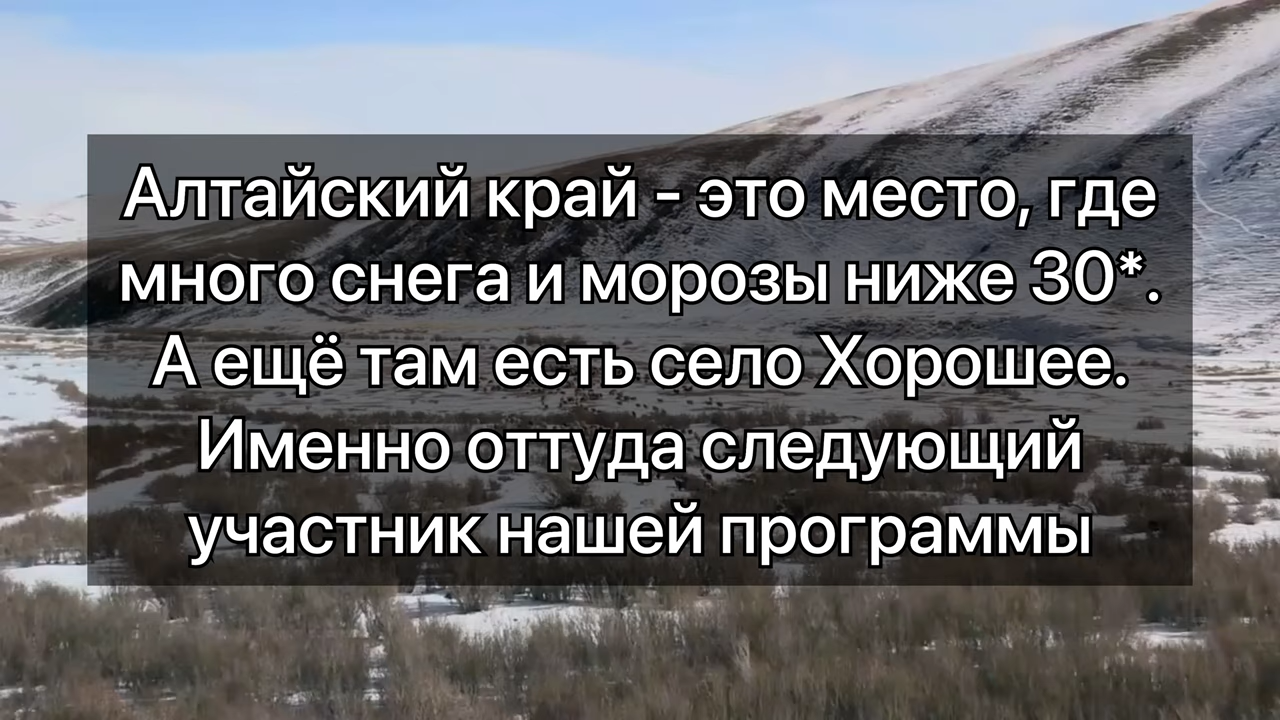 Алтайский край - это место, где
много снега и морозы ниже 30*.
А ещё там есть село Хорошее.
Именно оттуда следующий
участник нашей программы